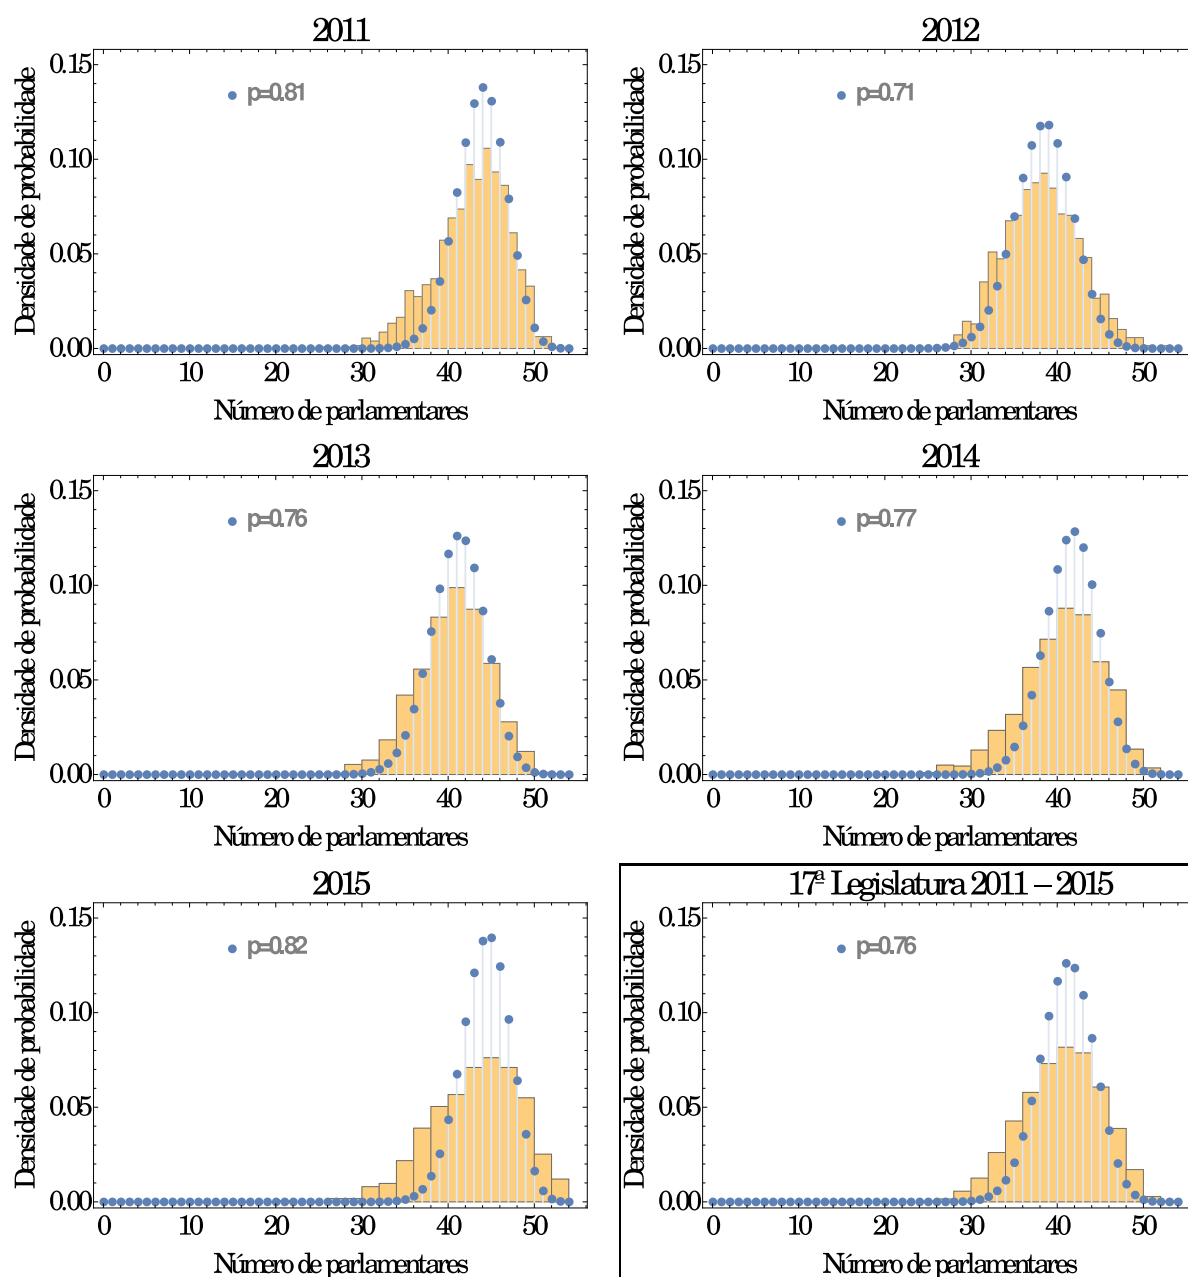 2011
Densidade de probabilidade
0.15
0.10
0.05
0.00
p=0.81
0 10 20 30 40 50
Número de parlamentares
2012
Densidade de probabilidade
0.15
0.10
0.05
0.00
p=0.71
0 10 20 30 40 50
Número de parlamentares
2013
Densidade de probabilidade
0.15
0.10
0.05
0.00
p=0.76
0 10 20 30 40 50
Número de parlamentares
2014
Densidade de probabilidade
0.15
0.10
0.05
0.00
p=0.77
0 10 20 30 40 50
Número de parlamentares
2015
Densidade de probabilidade
0.15
0.10
0.05
0.00
p=0.82
0 10 20 30 40 50
Número de parlamentares
17ª Legislatura 2011 – 2015
Densidade de probabilidade
0.15
0.10
0.05
0.00
p=0.76
0 10 20 30 40 50
Número de parlamentares